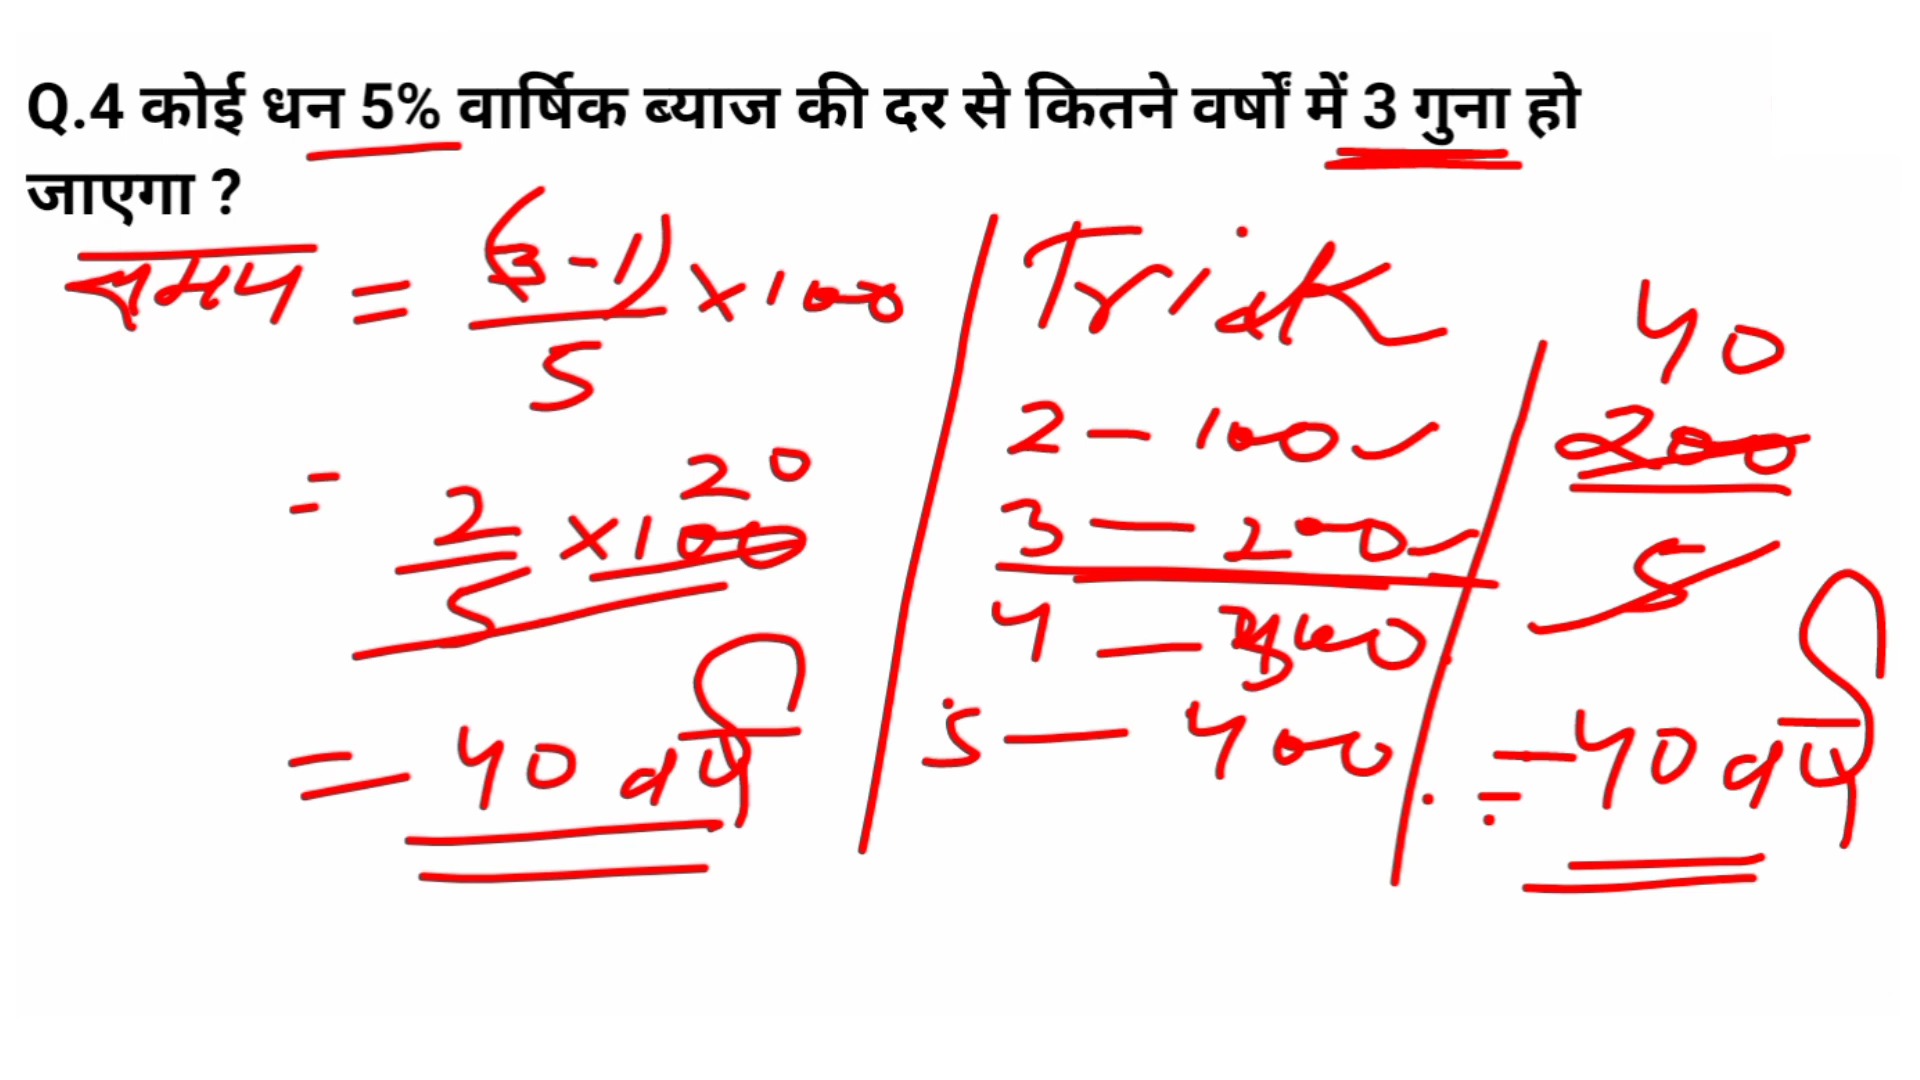 Q.4 कोई धन 5% वार्षिक ब्याज की दर से कितने वर्षों में 3 गुना हो
जाएगा ?
समय = (3-1)/5 × 100
= 2/5 × 100 20
= 40 वर्ष
Trick
2 — 100
3 — 200
4 — 300
5 — 400
40
200
5
= 40 वर्ष